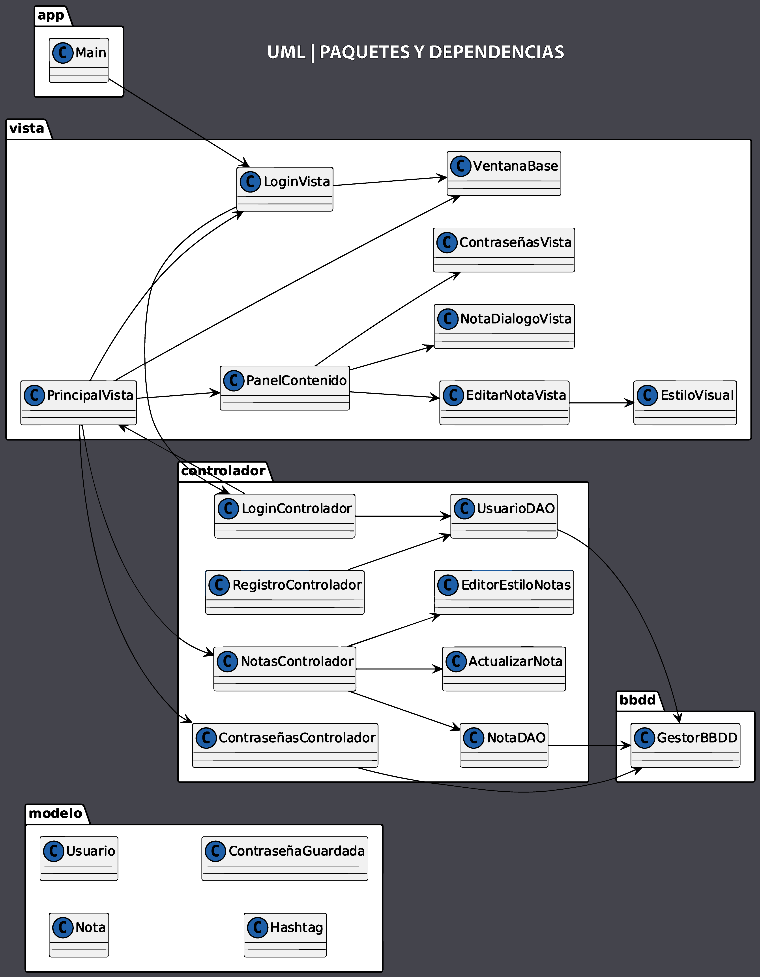 app
UML | PAQUETES Y DEPENDENCIAS
C Main
vista
C VentanaBase
C LoginVista
C ContraseñasVista
C NotaDialogoVista
C PrincipalVista
C PanelContenido
C EditarNotaVista
C EstiloVisual
controlador
C LoginControlador
C UsuarioDAO
C RegistroControlador
C EditorEstiloNotas
C NotasControlador
C ActualizarNota
bbdd
C ContraseñasControlador
C NotaDAO
C GestorBBDD
modelo
C Usuario
C ContraseñaGuardada
C Nota
C Hashtag